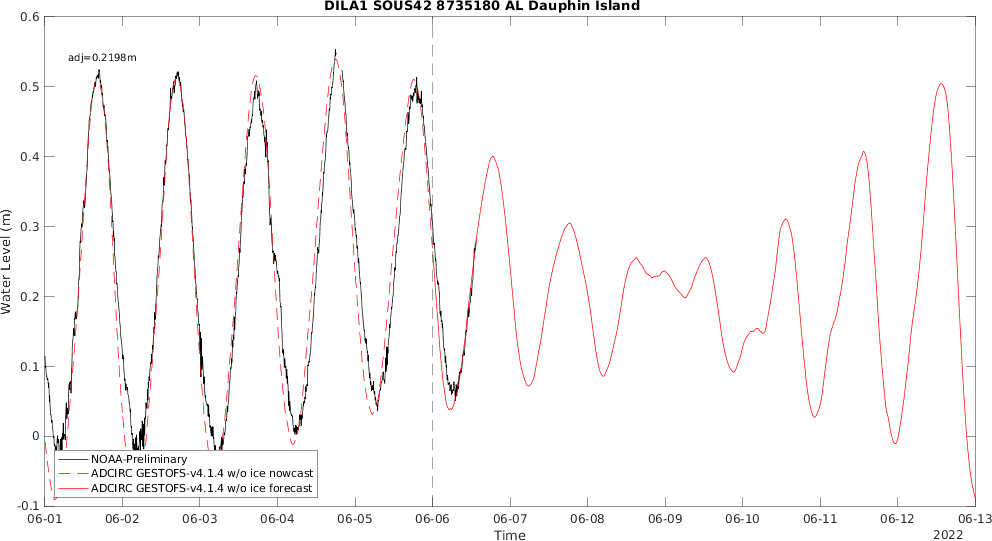 DILA1 SOUS42 8735180 AL Dauphin Island
0.6
adj=0.2198m
0.5
0.4
0.3
0.2
0.1
0
-0.1
Water Level (m)
NOAA-Preliminary
ADCIRC GESTOFS-v4.1.4 w/o ice nowcast
ADCIRC GESTOFS-v4.1.4 w/o ice forecast
06-01 06-02 06-03 06-04 06-05 06-06 06-07 06-08 06-09 06-10 06-11 06-12 06-13
Time
2022